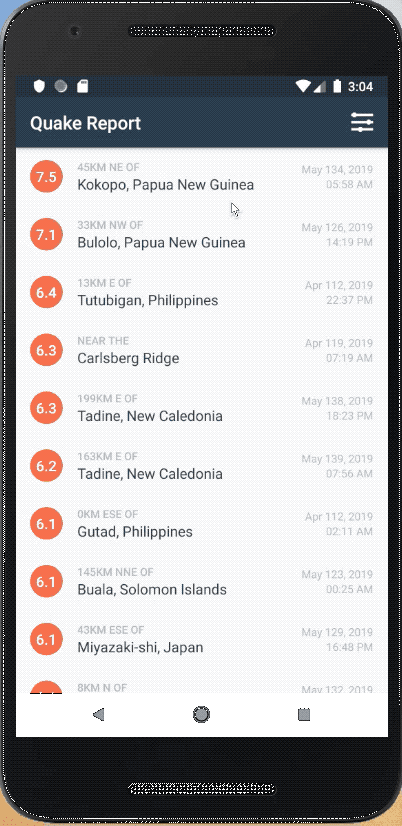 3:04
Quake Report
7.5
45KM NE OF
Kokopo, Papua New Guinea
May 134, 2019
05:58 AM
7.1
33KM NW OF
Bulolo, Papua New Guinea
May 126, 2019
14:19 PM
6.4
13KM E OF
Tutubigan, Philippines
Apr 112, 2019
22:37 PM
6.3
NEAR THE
Carlsberg Ridge
Apr 119, 2019
07:19 AM
6.3
199KM E OF
Tadine, New Caledonia
May 138, 2019
18:23 PM
6.2
163KM E OF
Tadine, New Caledonia
May 139, 2019
07:56 AM
6.1
0KM ESE OF
Gutad, Philippines
Apr 112, 2019
02:11 AM
6.1
145KM NNE OF
Buala, Solomon Islands
May 123, 2019
00:25 AM
6.1
43KM ESE OF
Miyazaki-shi, Japan
May 129, 2019
16:48 PM
8KM N OF
May 132, 2019